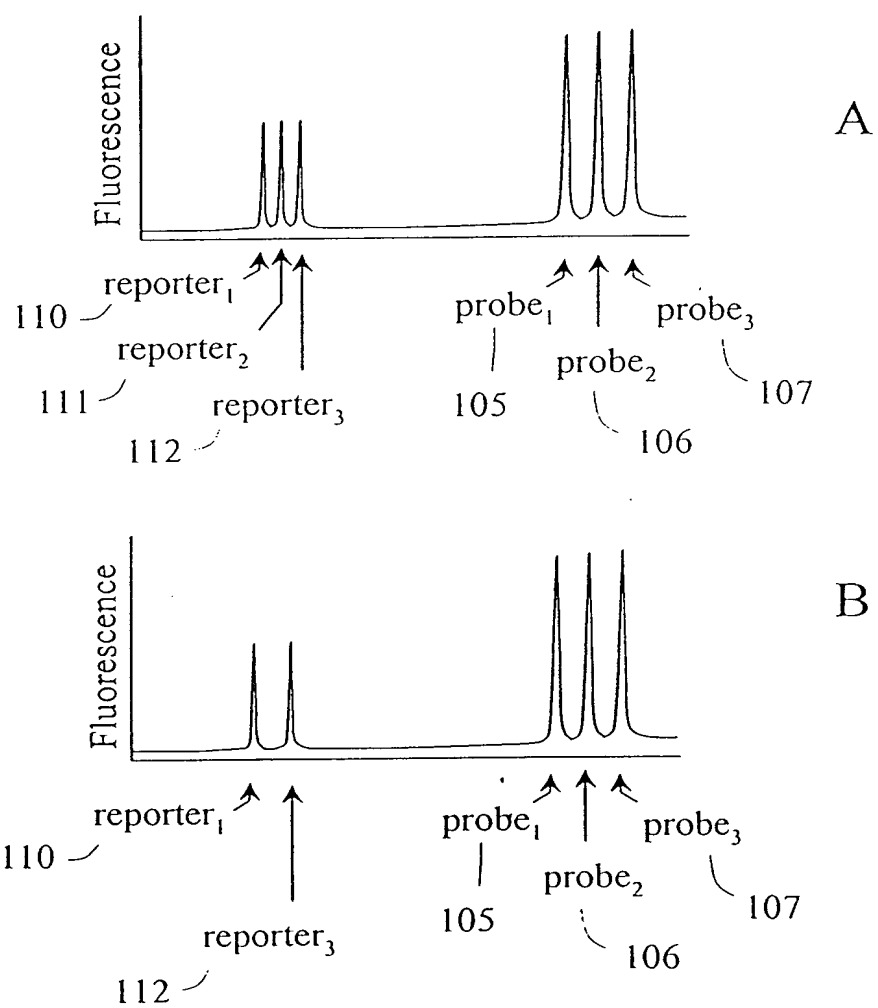 Fluorescence
A
reporter₁
110
probe₁
probe₃
reporter₂
111
probe₂
105
107
reporter₃
112
106
Fluorescence
B
reporter₁
110
probe₁
probe₃
probe₂
105
107
reporter₃
106
112